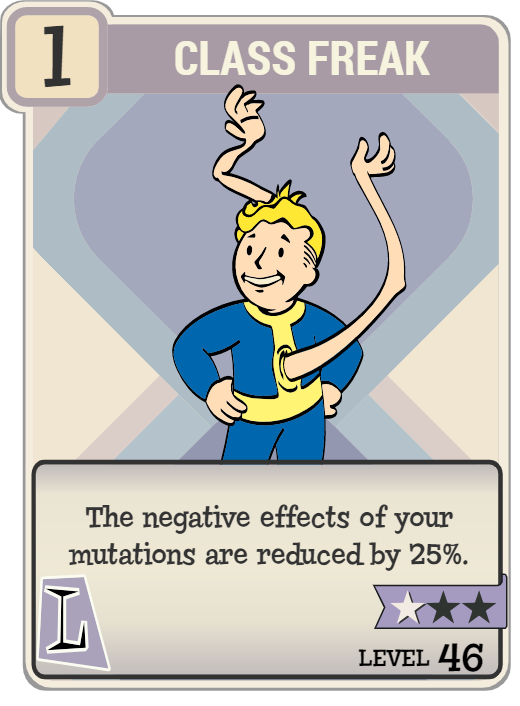 1
CLASS FREAK
The negative effects of your
mutations are reduced by 25%.
L
LEVEL 46